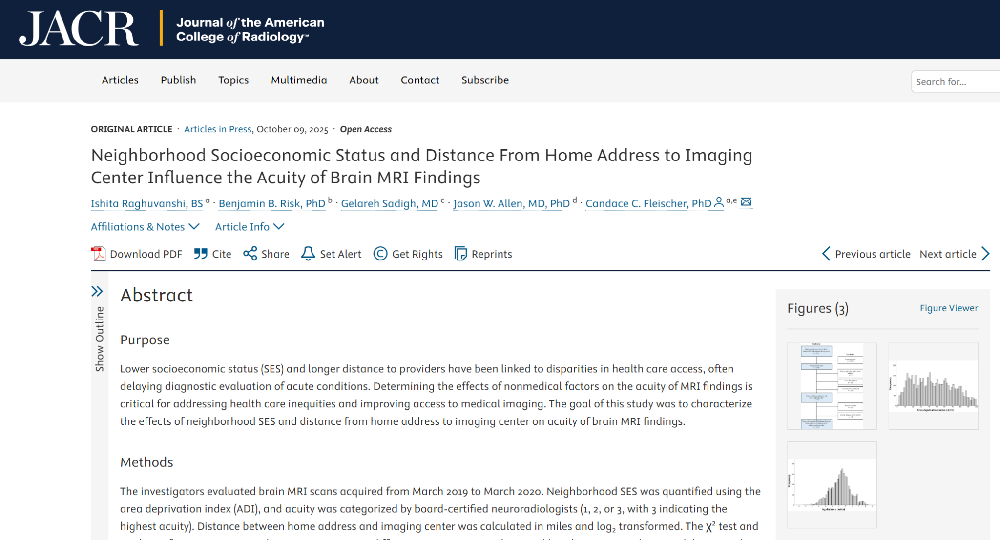 JACR
Journal of the American
College of Radiology™
Articles Publish Topics Multimedia About Contact Subscribe
Search for...
ORIGINAL ARTICLE · Articles in Press, October 09, 2025 · Open Access
Neighborhood Socioeconomic Status and Distance From Home Address to Imaging
Center Influence the Acuity of Brain MRI Findings
Ishita Raghuvanshi, BS a · Benjamin B. Risk, PhD b · Gelareh Sadigh, MD c · Jason W. Allen, MD, PhD d · Candace C. Fleischer, PhD a,e
Affiliations & Notes Article Info
PDF Download PDF Cite Share Set Alert © Get Rights Reprints Previous article Next article
Show Outline
Abstract
Purpose
Lower socioeconomic status (SES) and longer distance to providers have been linked to disparities in health care access, often
delaying diagnostic evaluation of acute conditions. Determining the effects of nonmedical factors on the acuity of MRI findings is
critical for addressing health care inequities and improving access to medical imaging. The goal of this study was to characterize
the effects of neighborhood SES and distance from home address to imaging center on acuity of brain MRI findings.
Methods
The investigators evaluated brain MRI scans acquired from March 2019 to March 2020. Neighborhood SES was quantified using the
area deprivation index (ADI), and acuity was categorized by board-certified neuroradiologists (1, 2, or 3, with 3 indicating the
highest acuity). Distance between home address and imaging center was calculated in miles and log₂ transformed. The χ² test and
Figures (3) Figure Viewer
Frequency
Area deprivation index (ADI)
Frequency
log distance (miles)